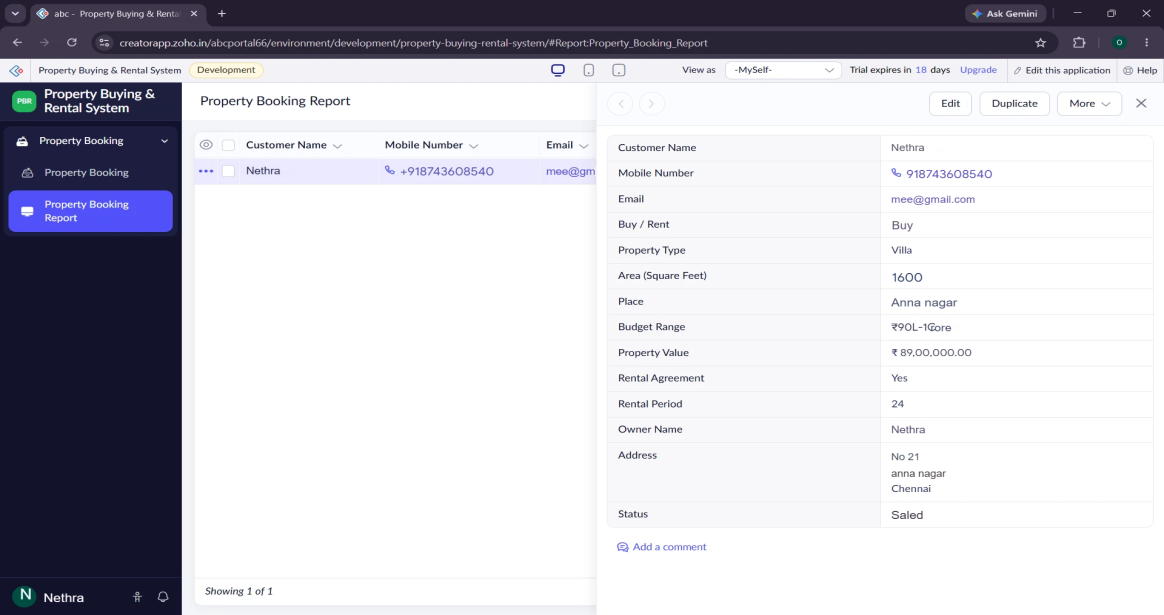 abc - Property Buying & Renta
Ask Gemini
creatorapp.zoho.in/abcportal66/environment/development/property-buying-rental-system/#Report:Property_Booking_Report
O
Property Buying & Rental System
Development
View as
-MySelf-
Trial expires in 18 days
Upgrade
Edit this application
Help
PBR
Property Buying &
Rental System
Property Booking
Property Booking
Property Booking
Report
N
Nethra
Property Booking Report
Customer Name
Mobile Number
Email
Nethra
+918743608540
mee@gm
Showing 1 of 1
Edit
Duplicate
More
Customer Name Nethra
Mobile Number 918743608540
Email mee@gmail.com
Buy / Rent Buy
Property Type Villa
Area (Square Feet) 1600
Place Anna nagar
Budget Range ₹90L-1Core
Property Value ₹ 89,00,000.00
Rental Agreement Yes
Rental Period 24
Owner Name Nethra
Address No 21
anna nagar
Chennai
Status Saled
Add a comment